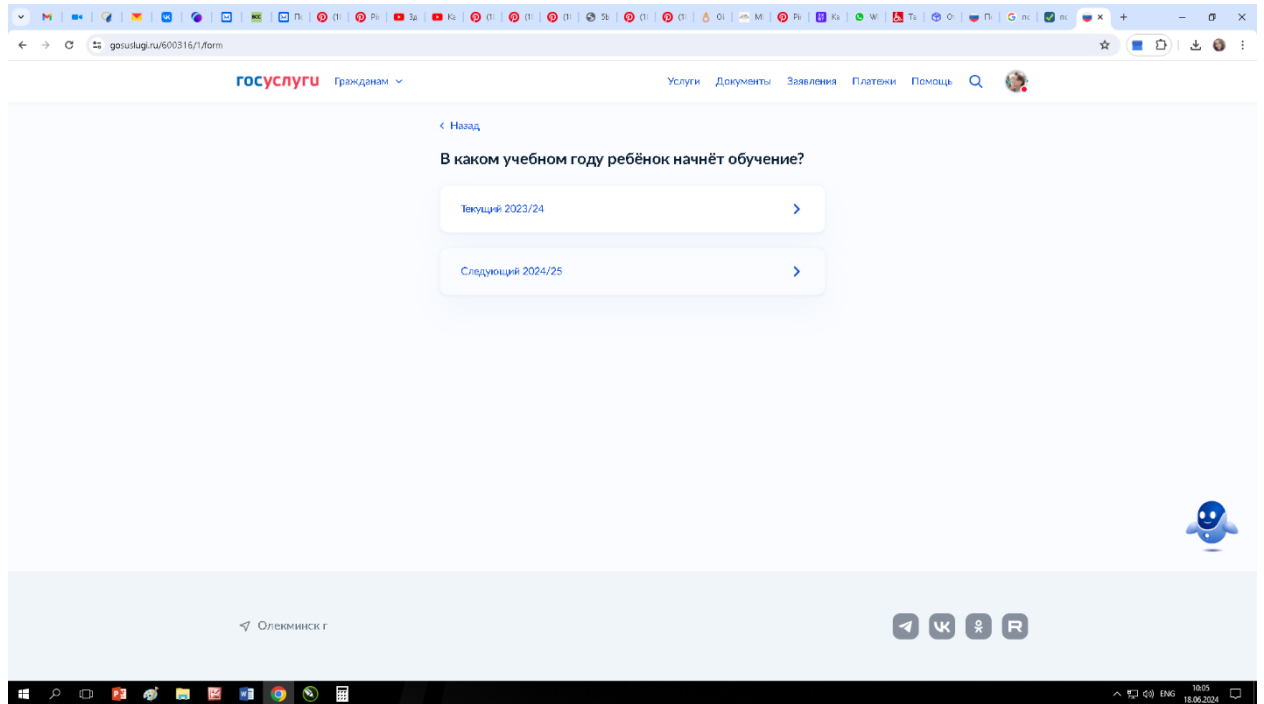 gosuslugi.ru/600316/1/form
госуслуги Гражданам Услуги Документы Заявления Платежи Помощь
Назад
В каком учебном году ребёнок начнёт обучение?
Текущий 2023/24
Следующий 2024/25
Олекминск г
ENG 10:05
18.06.2024